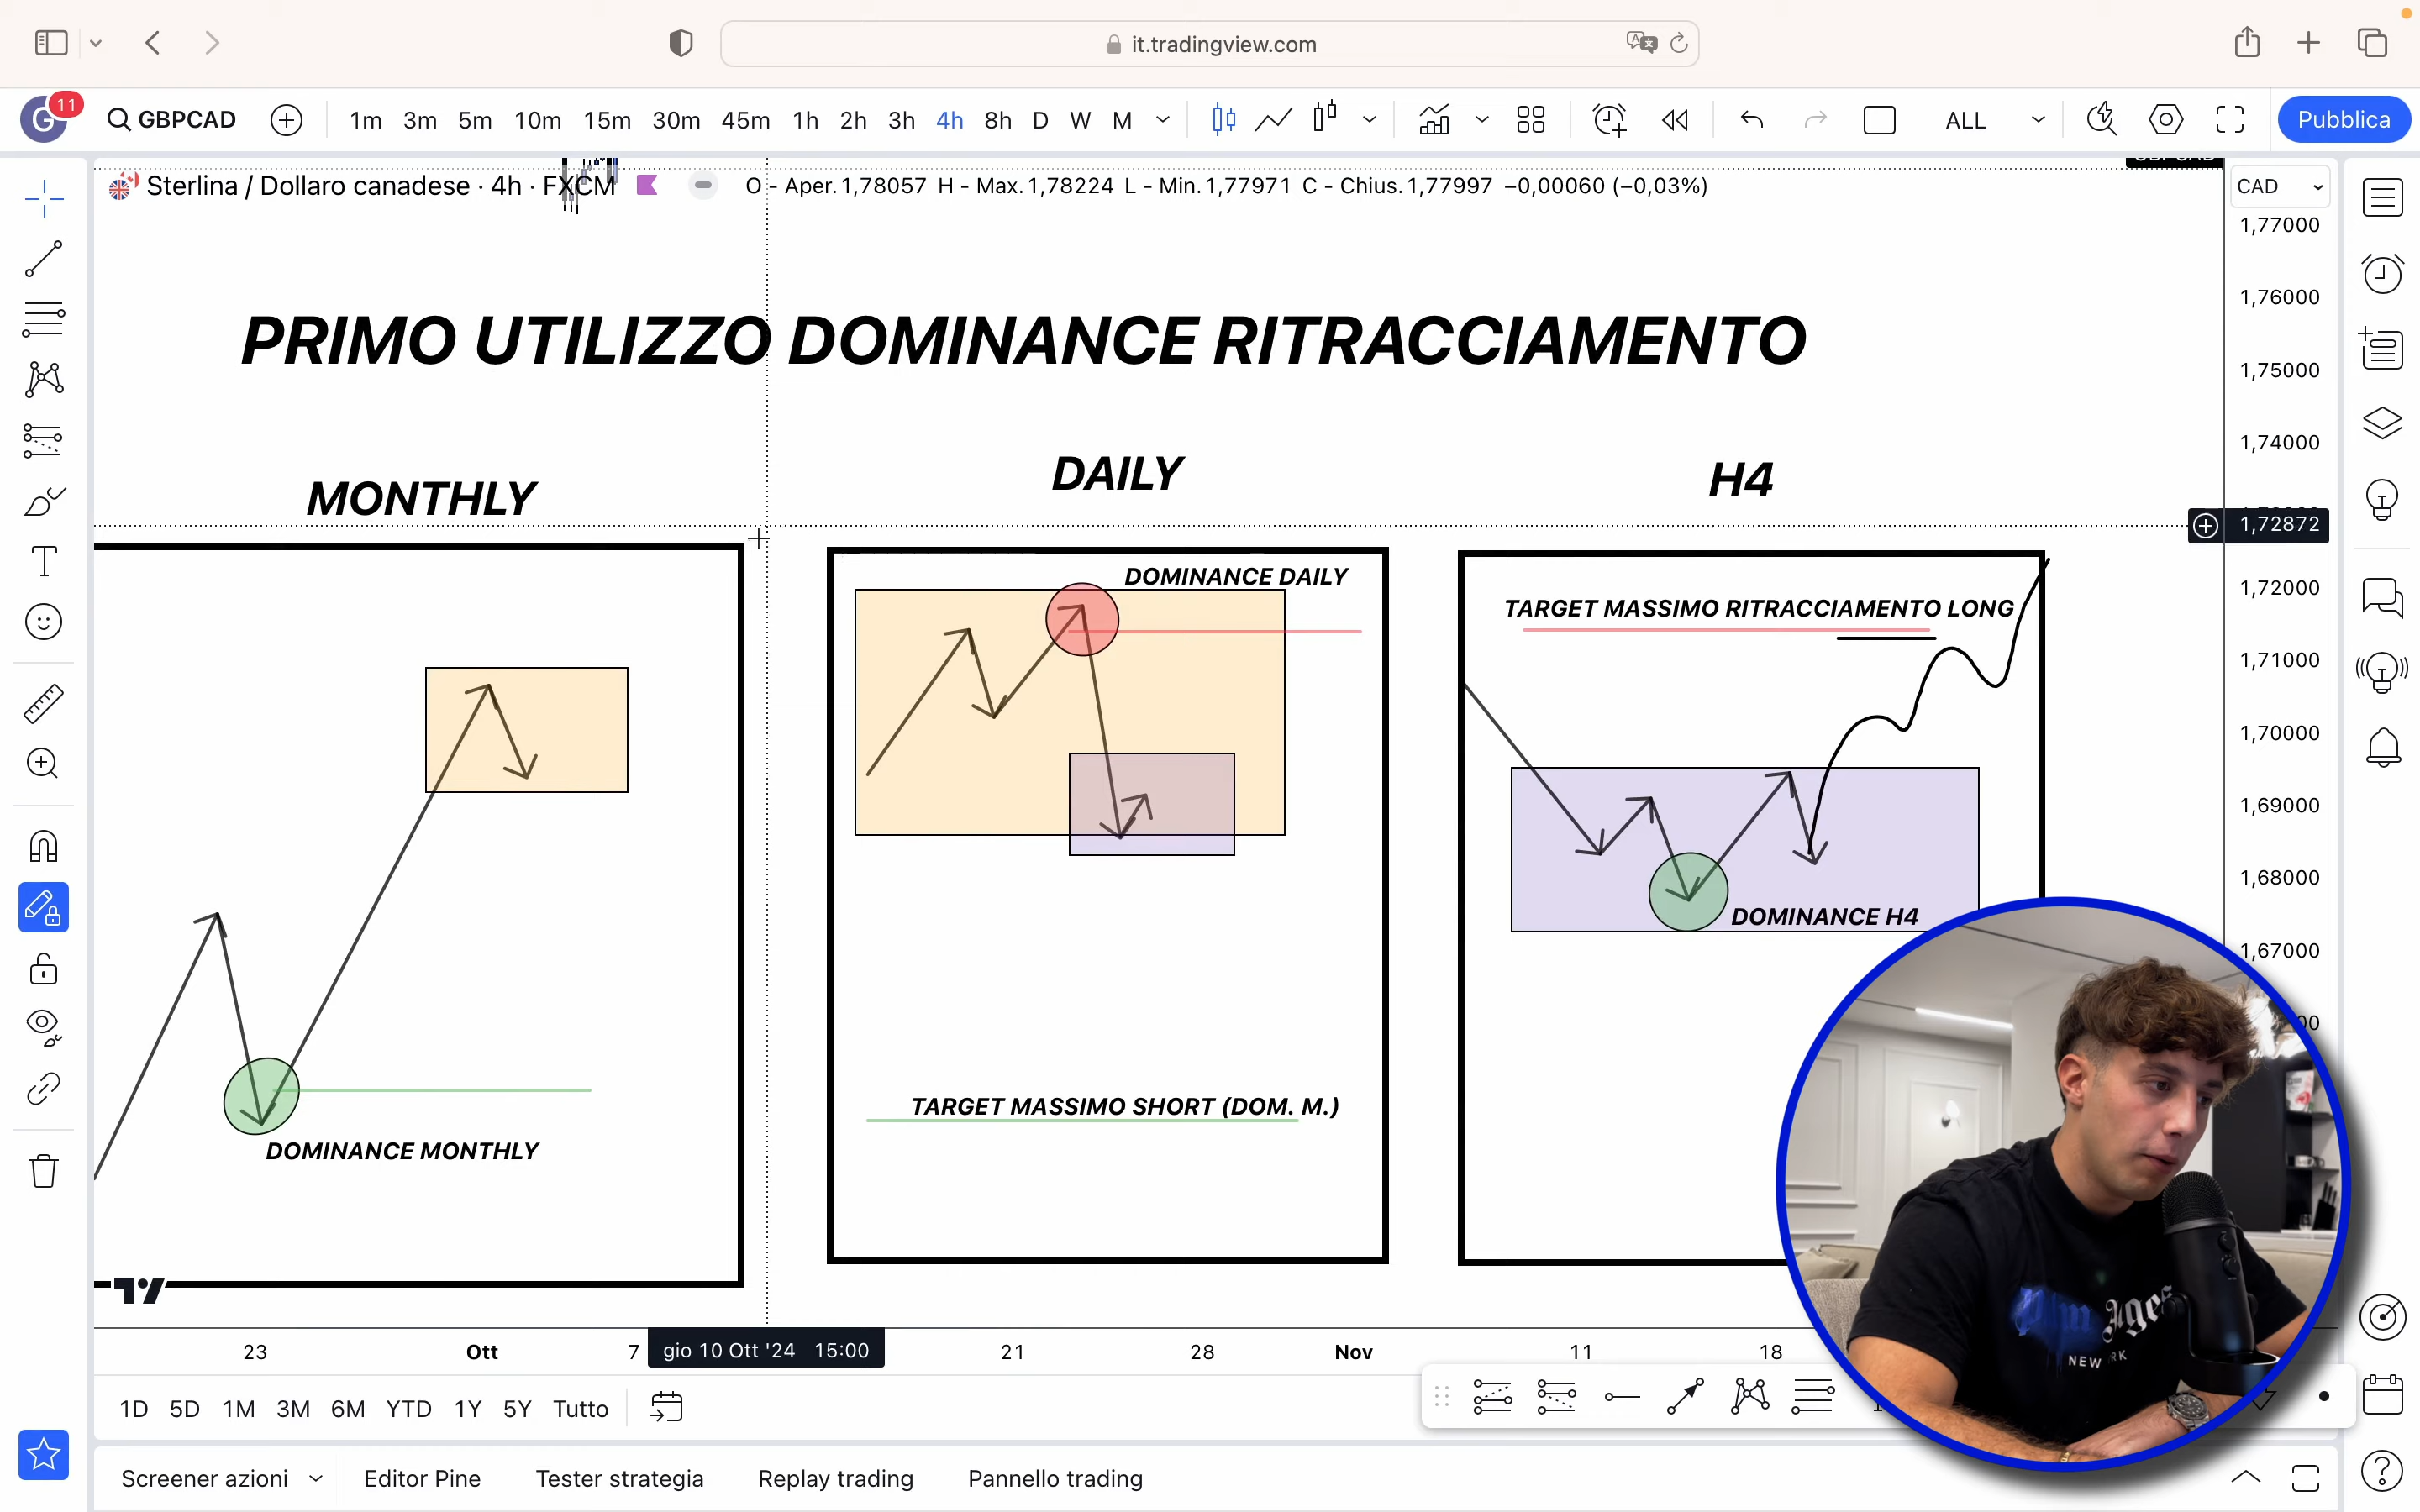 it.tradingview.com
G 11 GBPCAD 1m 3m 5m 10m 15m 30m 45m 1h 2h 3h 4h 8h D W M ALL Pubblica
Sterlina / Dollaro canadese · 4h · FXCM O - Aper. 1,78057 H - Max. 1,78224 L - Min. 1,77971 C - Chius. 1,77997 −0,00060 (−0,03%)
CAD
1,77000
1,76000
PRIMO UTILIZZO DOMINANCE RITRACCIAMENTO
1,75000
1,74000
MONTHLY
DAILY
H4
1,72872
DOMINANCE DAILY
1,72000
TARGET MASSIMO RITRACCIAMENTO LONG
1,71000
1,70000
1,69000
1,68000
DOMINANCE H4
1,67000
TARGET MASSIMO SHORT (DOM. M.)
DOMINANCE MONTHLY
NEW
23 Ott 7 gio 10 Ott '24 15:00 21 28 Nov 11 18
1D 5D 1M 3M 6M YTD 1Y 5Y Tutto
Screener azioni Editor Pine Tester strategia Replay trading Pannello trading